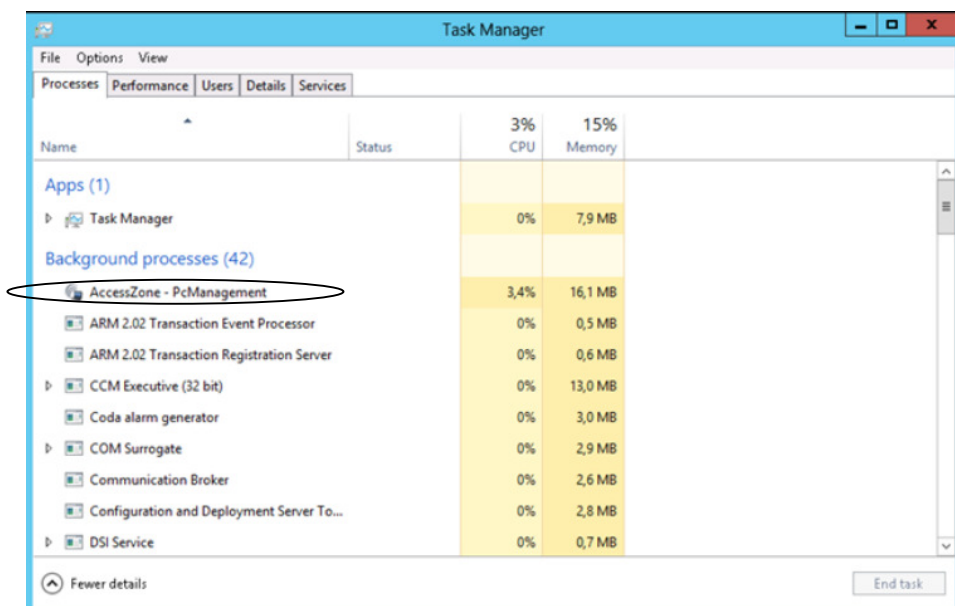 Task Manager
File Options View
Processes Performance Users Details Services
3% 15%
Name Status CPU Memory
Apps (1)
Task Manager 0% 7,9 MB
Background processes (42)
AccessZone - PcManagement 3,4% 16,1 MB
ARM 2.02 Transaction Event Processor 0% 0,5 MB
ARM 2.02 Transaction Registration Server 0% 0,6 MB
CCM Executive (32 bit) 0% 13,0 MB
Coda alarm generator 0% 3,0 MB
COM Surrogate 0% 2,9 MB
Communication Broker 0% 2,6 MB
Configuration and Deployment Server To... 0% 2,8 MB
DSI Service 0% 0,7 MB
Fewer details End task